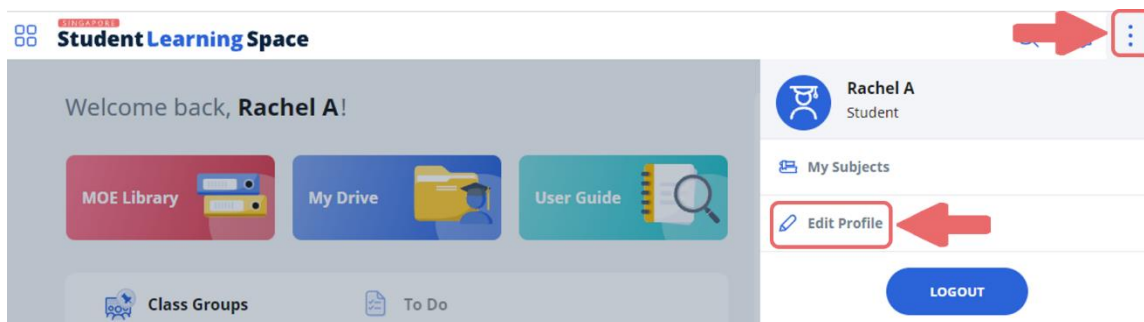 SINGAPORE
Student Learning Space
Welcome back, Rachel A!
MOE Library
My Drive
User Guide
Class Groups
To Do
Rachel A
Student
My Subjects
Edit Profile
LOGOUT